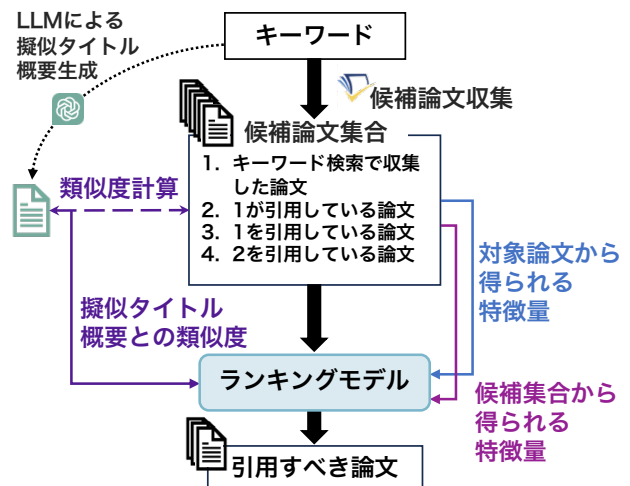 LLMによる
擬似タイトル
概要生成
キーワード
候補論文収集
候補論文集合
1. キーワード検索で収集
した論文
2. 1が引用している論文
3. 1を引用している論文
4. 2を引用している論文
類似度計算
対象論文から
得られる
特徴量
擬似タイトル
概要との類似度
ランキングモデル
候補集合から
得られる
特徴量
引用すべき論文